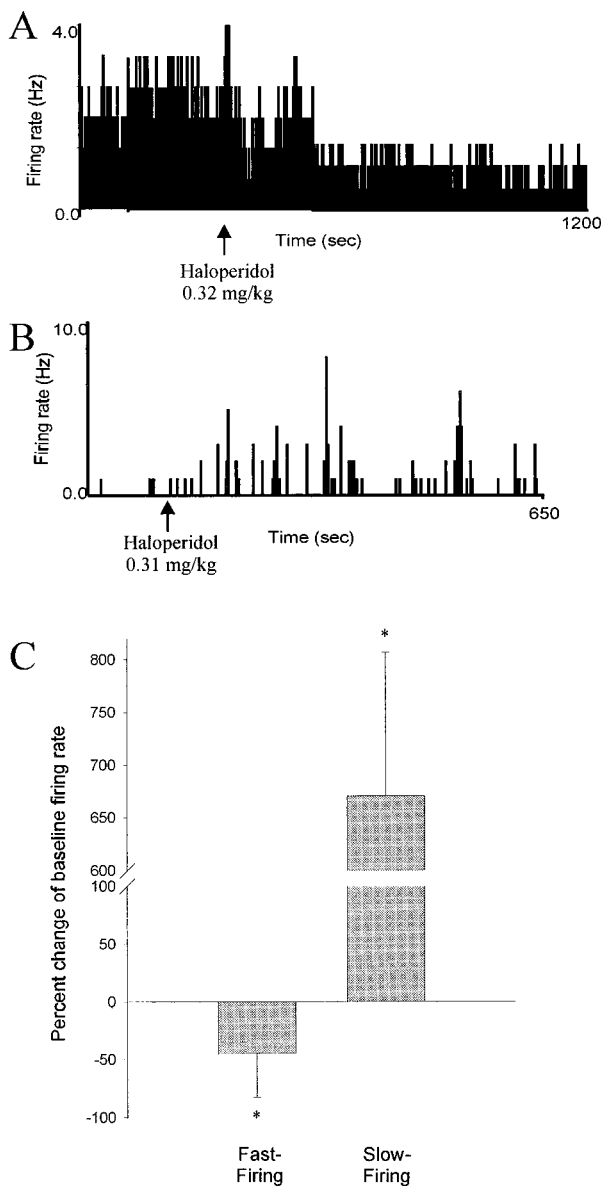 A
Firing rate (Hz)
4.0
0.0
1200
Time (sec)
Haloperidol
0.32 mg/kg
B
Firing rate (Hz)
10.0
0.0
650
Time (sec)
Haloperidol
0.31 mg/kg
C
Percent change of baseline firing rate
800
750
700
650
600
100
50
0
-50
-100
*
*
Fast-
Firing
Slow-
Firing